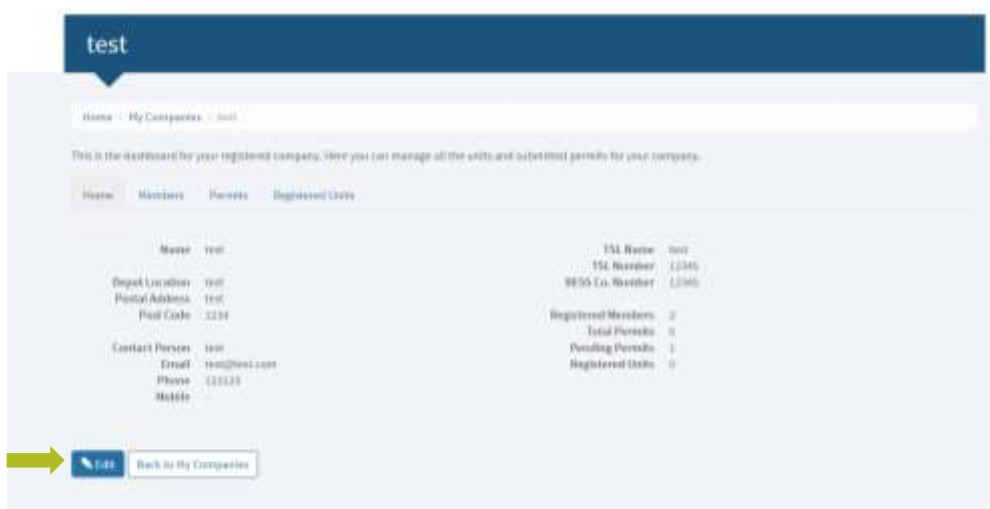 test
Home / My Companies / test
This is the dashboard for your registered company. Here you can manage all the units and submitted permits for your company.
Home Members Permits Registered Units
Name test
Depot Location test
Postal Address test
Post Code 1234
Contact Person test
Email test@test.com
Phone 123123
Mobile -
TSL Name test
TSL Number 12345
BESS Co. Number 12345
Registered Members 2
Total Permits
Pending Permits 1
Registered Units 0
Edit Back to My Companies